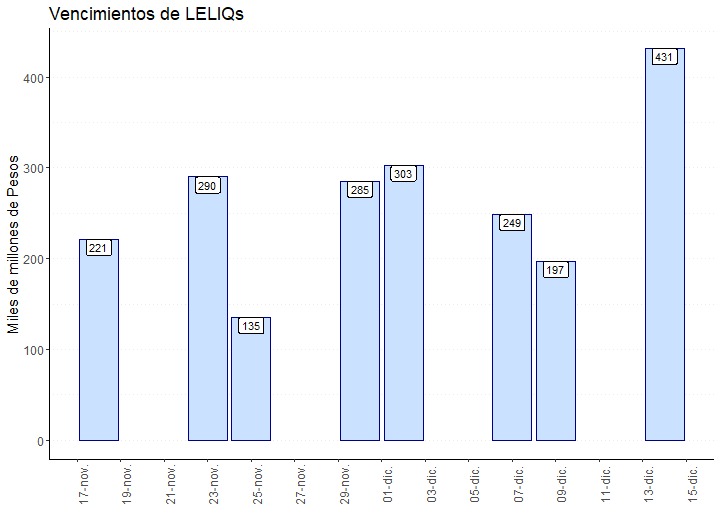 Vencimientos de LELIQs
Miles de millones de Pesos
400
300
200
100
0
221
290
135
285
303
249
197
431
17-nov.
19-nov.
21-nov.
23-nov.
25-nov.
27-nov.
29-nov.
01-dic.
03-dic.
05-dic.
07-dic.
09-dic.
11-dic.
13-dic.
15-dic.